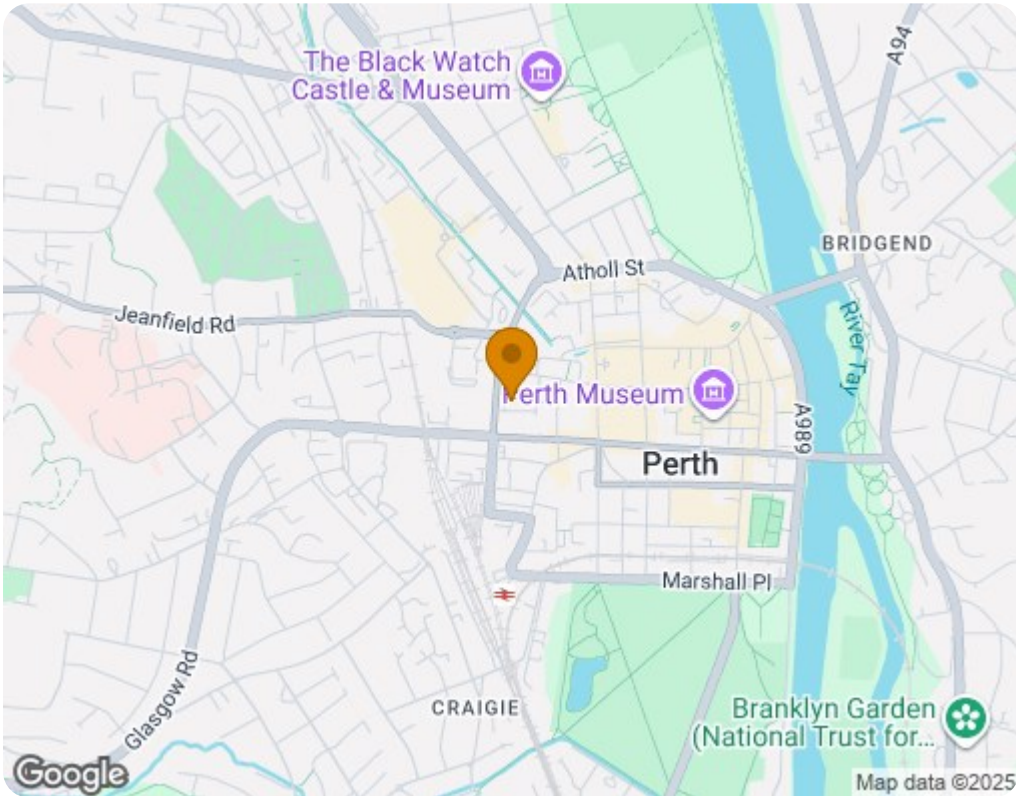 The Black Watch
Castle & Museum
A94
BRIDGEND
Atholl St
Jeanfield Rd
River Tay
Perth Museum
A989
Perth
Marshall Pl
Glasgow Rd
CRAIGIE
Branklyn Garden
(National Trust for...
Google
Map data ©2025